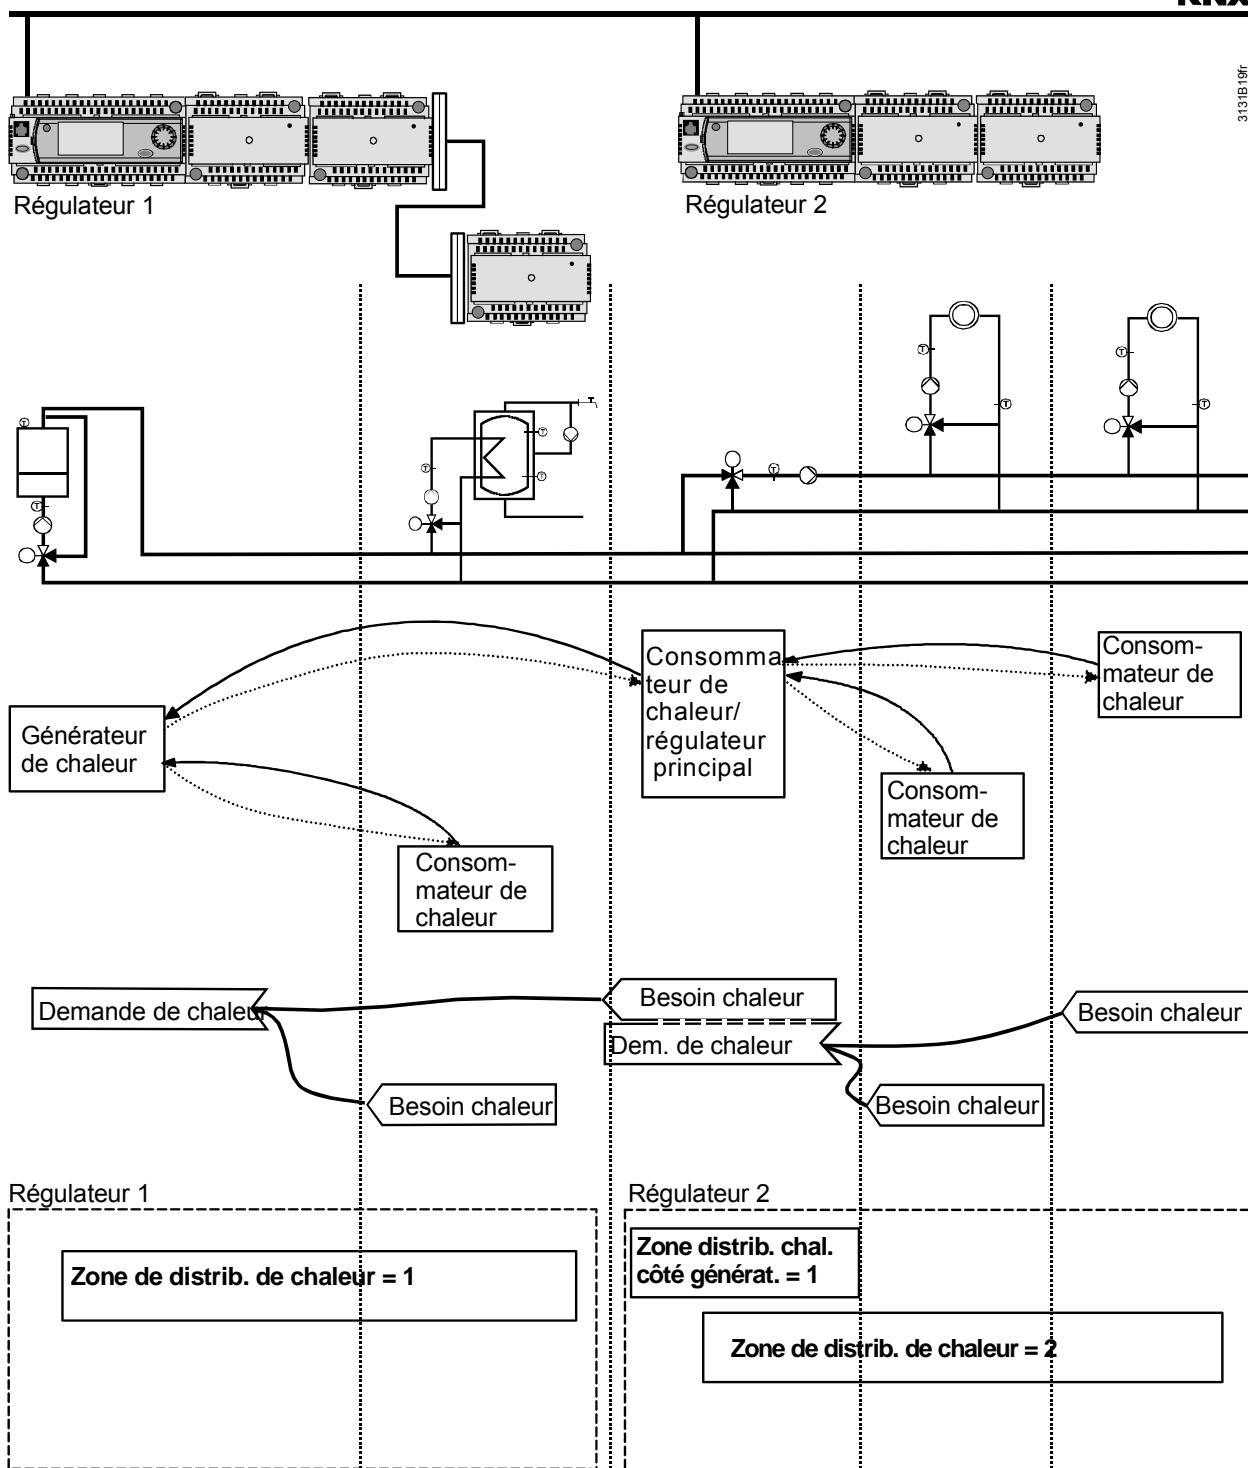 KNX
3131B19fr
Régulateur 1
Régulateur 2
T
T
T
T
T
T
T
T
T
T
T
Consomma
teur de
chaleur/
régulateur
principal
Consom-
mateur de
chaleur
Générateur
de chaleur
Consom-
mateur de
chaleur
Consom-
mateur de
chaleur
Demande de chaleur
Besoin chaleur
Dem. de chaleur
Besoin chaleur
Besoin chaleur
Besoin chaleur
Régulateur 1
Régulateur 2
Zone distrib. chal.
côté générat. = 1
Zone de distrib. de chaleur = 1
Zone de distrib. de chaleur = 2